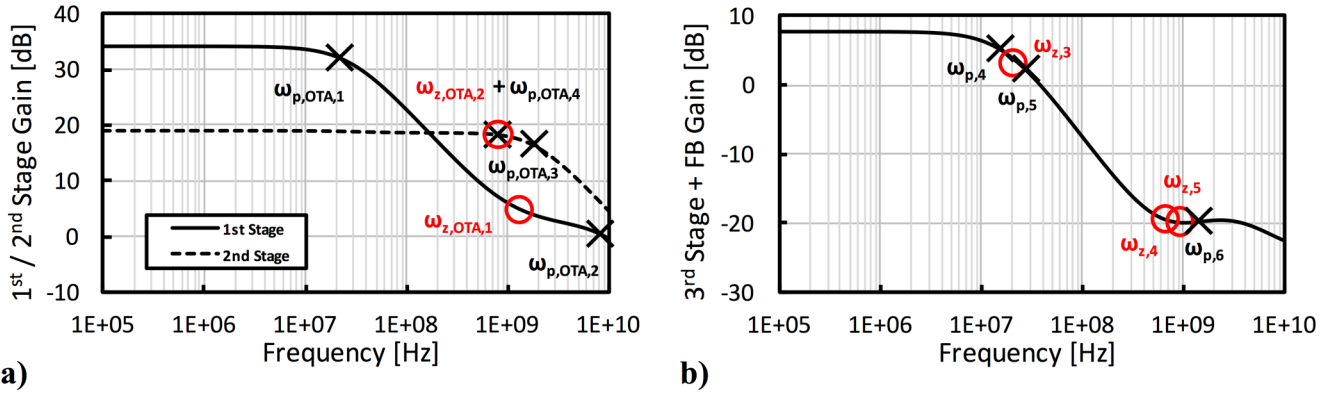 1st / 2nd Stage Gain [dB]
40
30
20
10
0
-10
ωp,OTA,1
ωz,OTA,2 + ωp,OTA,4
ωp,OTA,3
ωz,OTA,1
ωp,OTA,2
1st Stage
2nd Stage
1E+05 1E+06 1E+07 1E+08 1E+09 1E+10
Frequency [Hz]
a)
3rd Stage + FB Gain [dB]
10
0
-10
-20
-30
ωz,3
ωp,4
ωp,5
ωz,5
ωz,4
ωp,6
1E+05 1E+06 1E+07 1E+08 1E+09 1E+10
Frequency [Hz]
b)